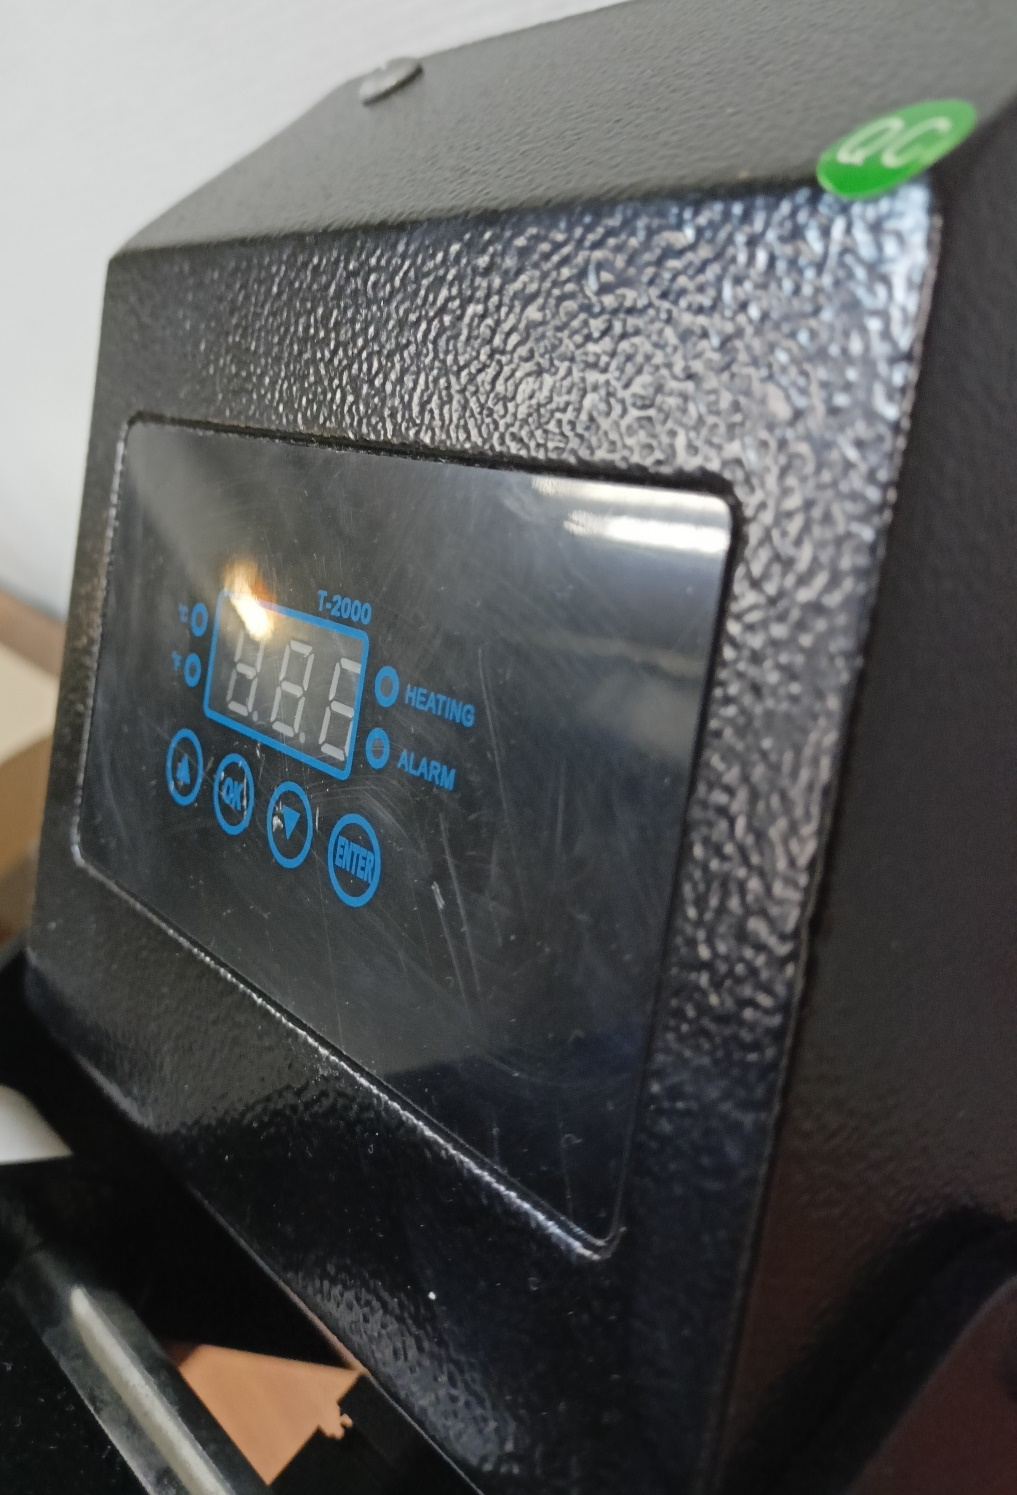 QC
T-2000
°C
°F
HEATING
ALARM
OK
ENTER